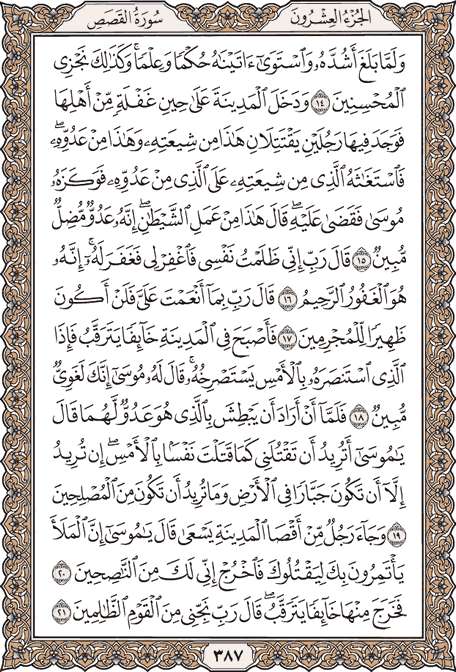 الجُزْءُ العِشْرُونَ
سُورَةُ القَصَصِ
وَلَمَّا بَلَغَ أَشُدَّهُۥ وَٱسْتَوَىٰٓ ءَاتَيْنَٰهُ حُكْمًا وَعِلْمًا ۚ وَكَذَٰلِكَ نَجْزِى
ٱلْمُحْسِنِينَ ١٤ وَدَخَلَ ٱلْمَدِينَةَ عَلَىٰ حِينِ غَفْلَةٍ مِّنْ أَهْلِهَا
فَوَجَدَ فِيهَا رَجُلَيْنِ يَقْتَتِلَانِ هَٰذَا مِن شِيعَتِهِۦ وَهَٰذَا مِنْ عَدُوِّهِۦ ۖ
فَٱسْتَغَٰثَهُ ٱلَّذِى مِن شِيعَتِهِۦ عَلَى ٱلَّذِى مِنْ عَدُوِّهِۦ فَوَكَزَهُۥ
مُوسَىٰ فَقَضَىٰ عَلَيْهِ ۖ قَالَ هَٰذَا مِنْ عَمَلِ ٱلشَّيْطَٰنِ ۖ إِنَّهُۥ عَدُوٌّ مُّضِلٌّ
مُّبِينٌ ١٥ قَالَ رَبِّ إِنِّى ظَلَمْتُ نَفْسِى فَٱغْفِرْ لِى فَغَفَرَ لَهُۥٓ ۚ إِنَّهُۥ
هُوَ ٱلْغَفُورُ ٱلرَّحِيمُ ١٦ قَالَ رَبِّ بِمَآ أَنْعَمْتَ عَلَىَّ فَلَنْ أَكُونَ
ظَهِيرًا لِّلْمُجْرِمِينَ ١٧ فَأَصْبَحَ فِى ٱلْمَدِينَةِ خَآئِفًا يَتَرَقَّبُ فَإِذَا
ٱلَّذِى ٱسْتَنصَرَهُۥ بِٱلْأَمْسِ يَسْتَصْرِخُهُۥ ۚ قَالَ لَهُۥ مُوسَىٰٓ إِنَّكَ لَغَوِىٌّ
مُّبِينٌ ١٨ فَلَمَّآ أَنْ أَرَادَ أَن يَبْطِشَ بِٱلَّذِى هُوَ عَدُوٌّ لَّهُمَا قَالَ
يَٰمُوسَىٰٓ أَتُرِيدُ أَن تَقْتُلَنِى كَمَا قَتَلْتَ نَفْسًۢا بِٱلْأَمْسِ ۖ إِن تُرِيدُ
إِلَّآ أَن تَكُونَ جَبَّارًا فِى ٱلْأَرْضِ وَمَا تُرِيدُ أَن تَكُونَ مِنَ ٱلْمُصْلِحِينَ
١٩ وَجَآءَ رَجُلٌ مِّنْ أَقْصَا ٱلْمَدِينَةِ يَسْعَىٰ قَالَ يَٰمُوسَىٰٓ إِنَّ ٱلْمَلَأَ
يَأْتَمِرُونَ بِكَ لِيَقْتُلُوكَ فَٱخْرُجْ إِنِّى لَكَ مِنَ ٱلنَّٰصِحِينَ ٢٠
فَخَرَجَ مِنْهَا خَآئِفًا يَتَرَقَّبُ ۖ قَالَ رَبِّ نَجِّنِى مِنَ ٱلْقَوْمِ ٱلظَّٰلِمِينَ ٢١
٣٨٧